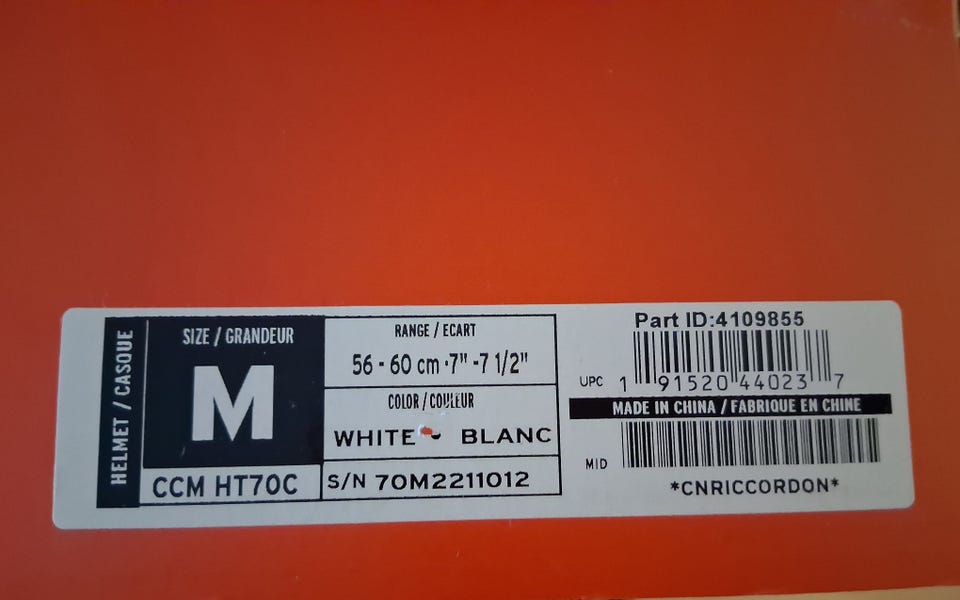 HELMET / CASQUE
SIZE / GRANDEUR
M
CCM HT70C
RANGE / ECART
56 - 60 cm ·7" -7 1/2"
COLOR / COULEUR
WHITE - BLANC
S/N 70M2211012
Part ID:4109855
UPC 1 91520 44023 7
MADE IN CHINA / FABRIQUE EN CHINE
MID
*CNRICCORDON*